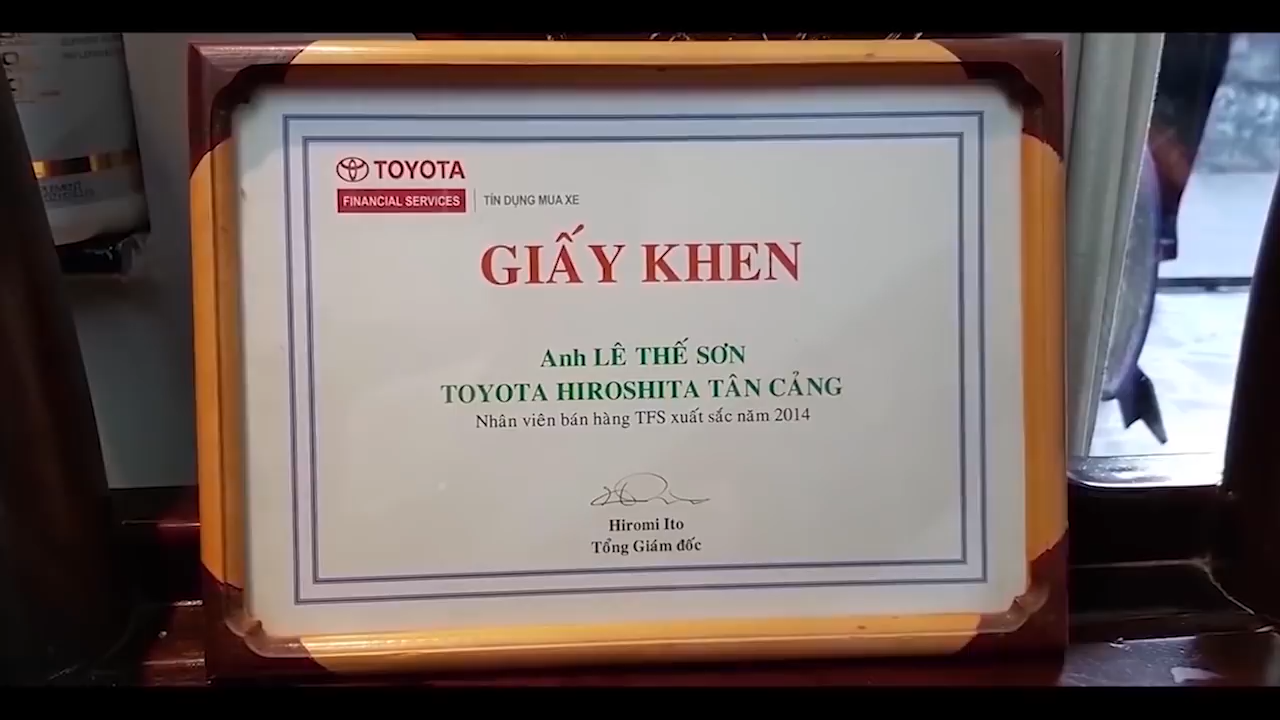 TOYOTA
FINANCIAL SERVICES | TÍN DỤNG MUA XE
GIẤY KHEN
Anh LÊ THẾ SƠN
TOYOTA HIROSHITA TÂN CẢNG
Nhân viên bán hàng TFS xuất sắc năm 2014
Hiromi Ito
Tổng Giám đốc